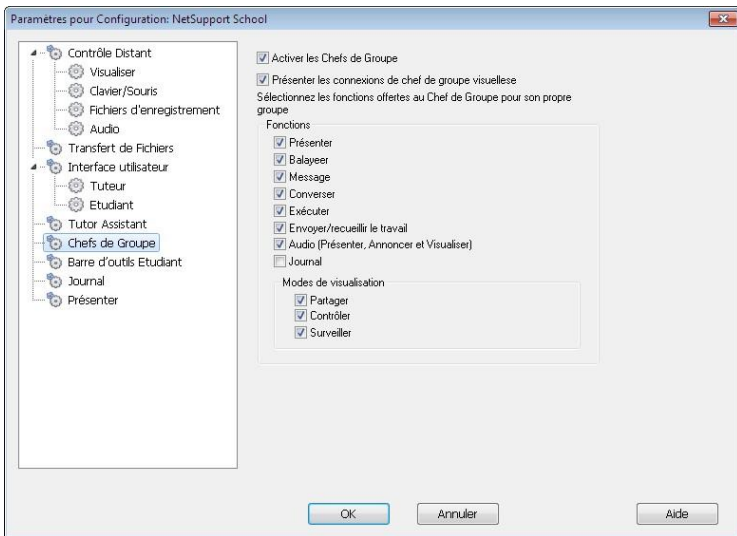 Paramètres pour Configuration: NetSupport School
Contrôle Distant
Visualiser
Clavier/Souris
Fichiers d'enregistrement
Audio
Transfert de Fichiers
Interface utilisateur
Tuteur
Etudiant
Tutor Assistant
Chefs de Groupe
Barre d'outils Etudiant
Journal
Présenter
Activer les Chefs de Groupe
Présenter les connexions de chef de groupe visuellese
Sélectionnez les fonctions offertes au Chef de Groupe pour son propre
groupe
Fonctions
Présenter
Balayeer
Message
Converser
Exécuter
Envoyer/recueillir le travail
Audio (Présenter, Annoncer et Visualiser)
Journal
Modes de visualisation
Partager
Contrôler
Surveiller
OK
Annuler
Aide